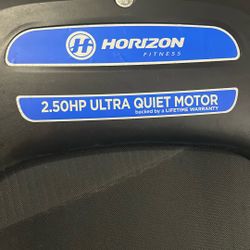 HORIZON
FITNESS
2.50HP ULTRA QUIET MOTOR
backed by a LIFETIME WARRANTY